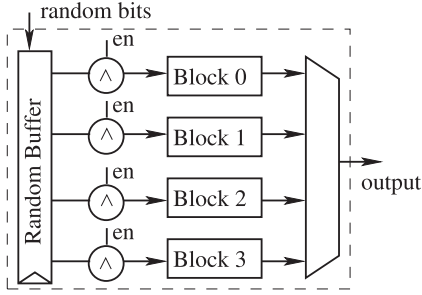 random bits
en
^
Block 0
en
^
Block 1
Random Buffer
en
^
Block 2
output
en
^
Block 3